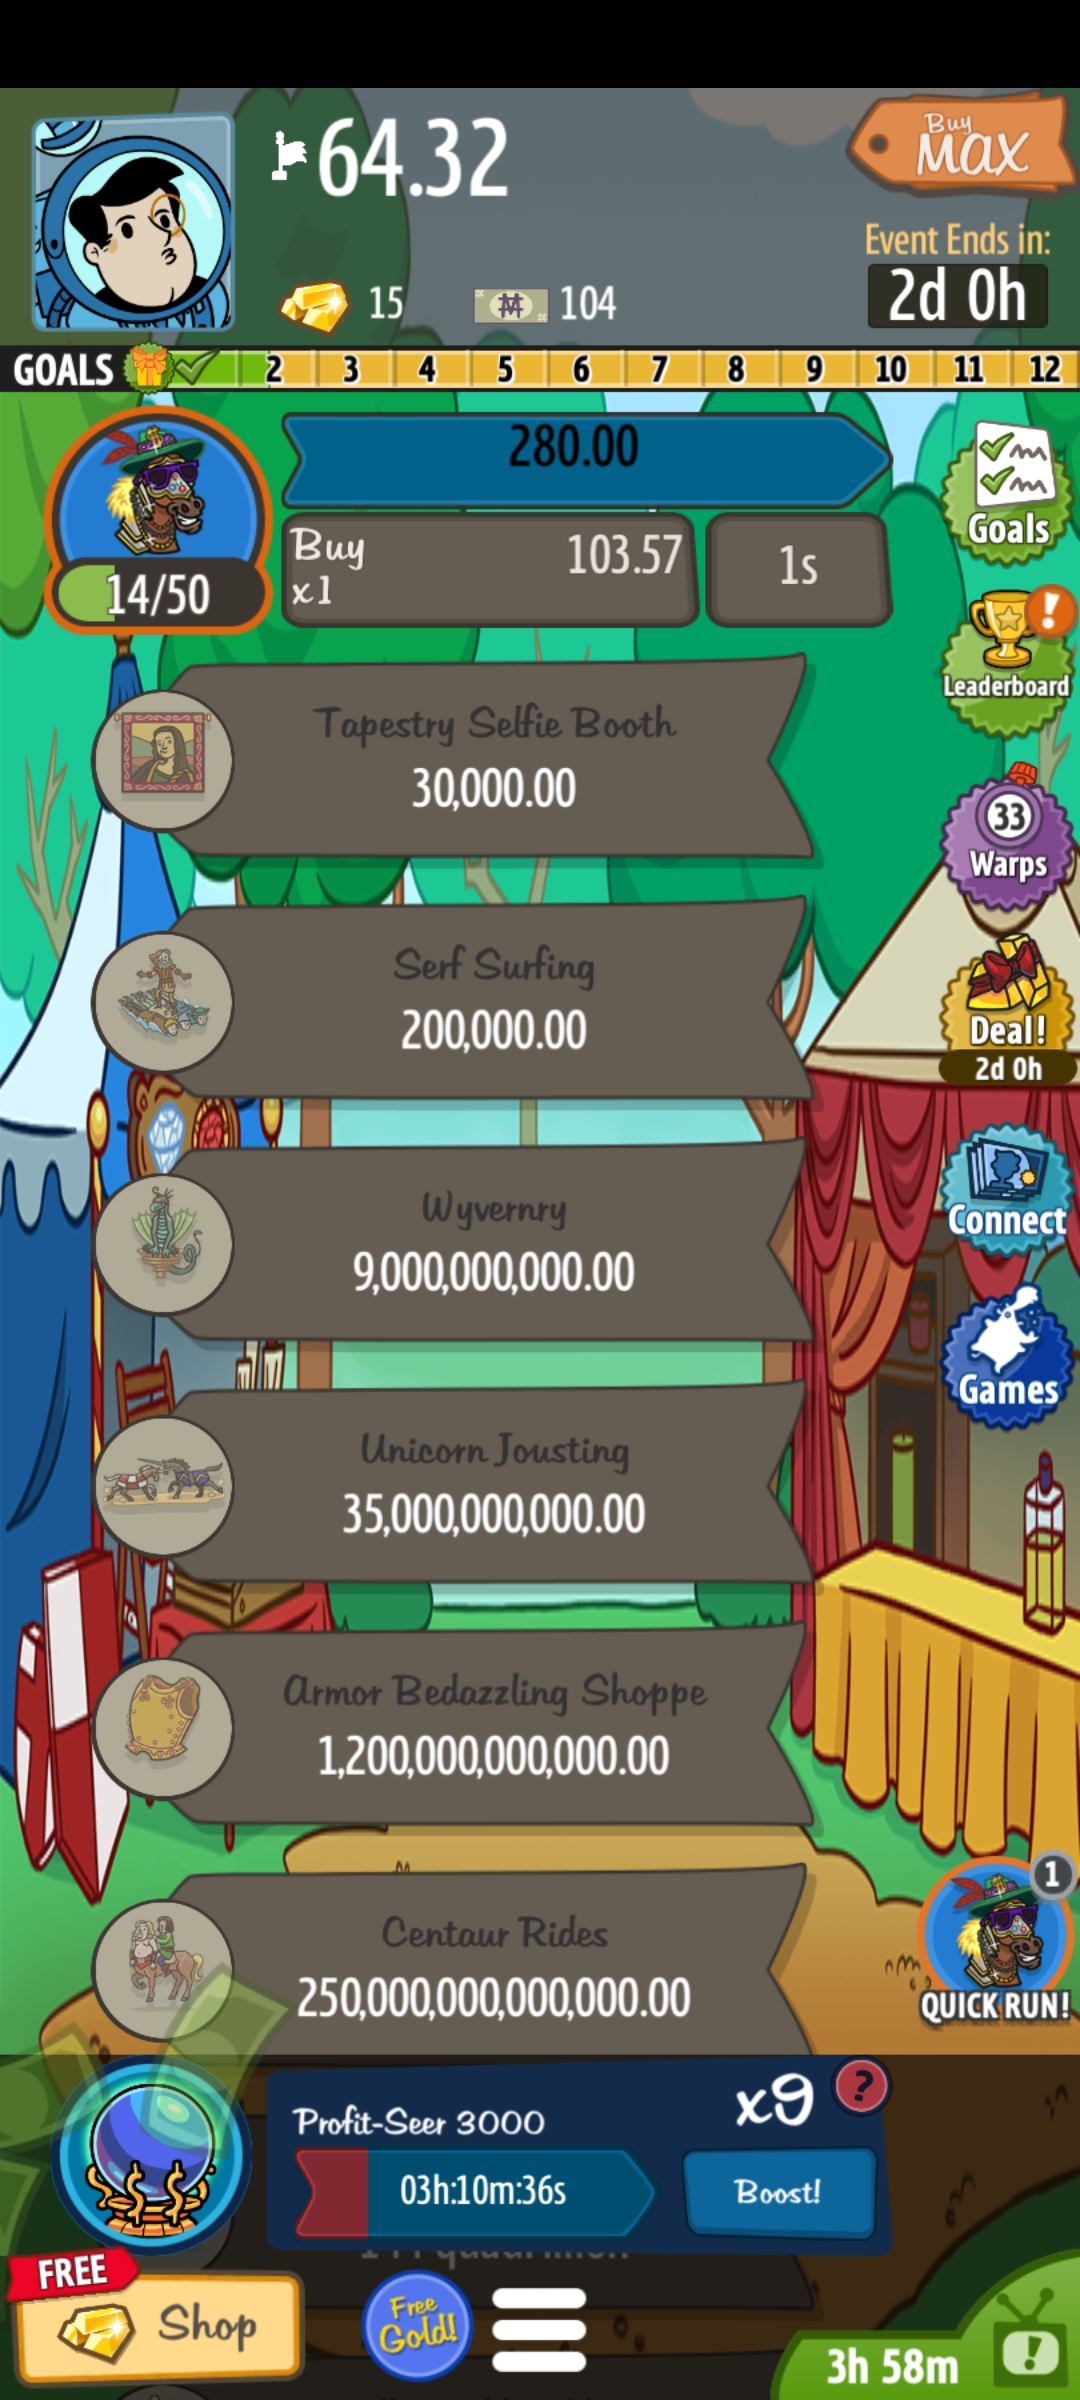 64.32
Buy
MAX
15
104
Event Ends in:
2d 0h
GOALS 2 3 4 5 6 7 8 9 10 11 12
280.00
Buy
x1
103.57
1s
14/50
Goals
Leaderboard
Tapestry Selfie Booth
30,000.00
33
Warps
Serf Surfing
200,000.00
Deal!
2d 0h
Wyvernry
9,000,000,000.00
Connect
Games
Unicorn Jousting
35,000,000,000.00
Armor Bedazzling Shoppe
1,200,000,000,000.00
1
QUICK RUN!
Centaur Rides
250,000,000,000,000.00
Profit-Seer 3000
x9
?
03h:10m:36s
Boost!
FREE
Shop
Free
Gold!
3h 58m